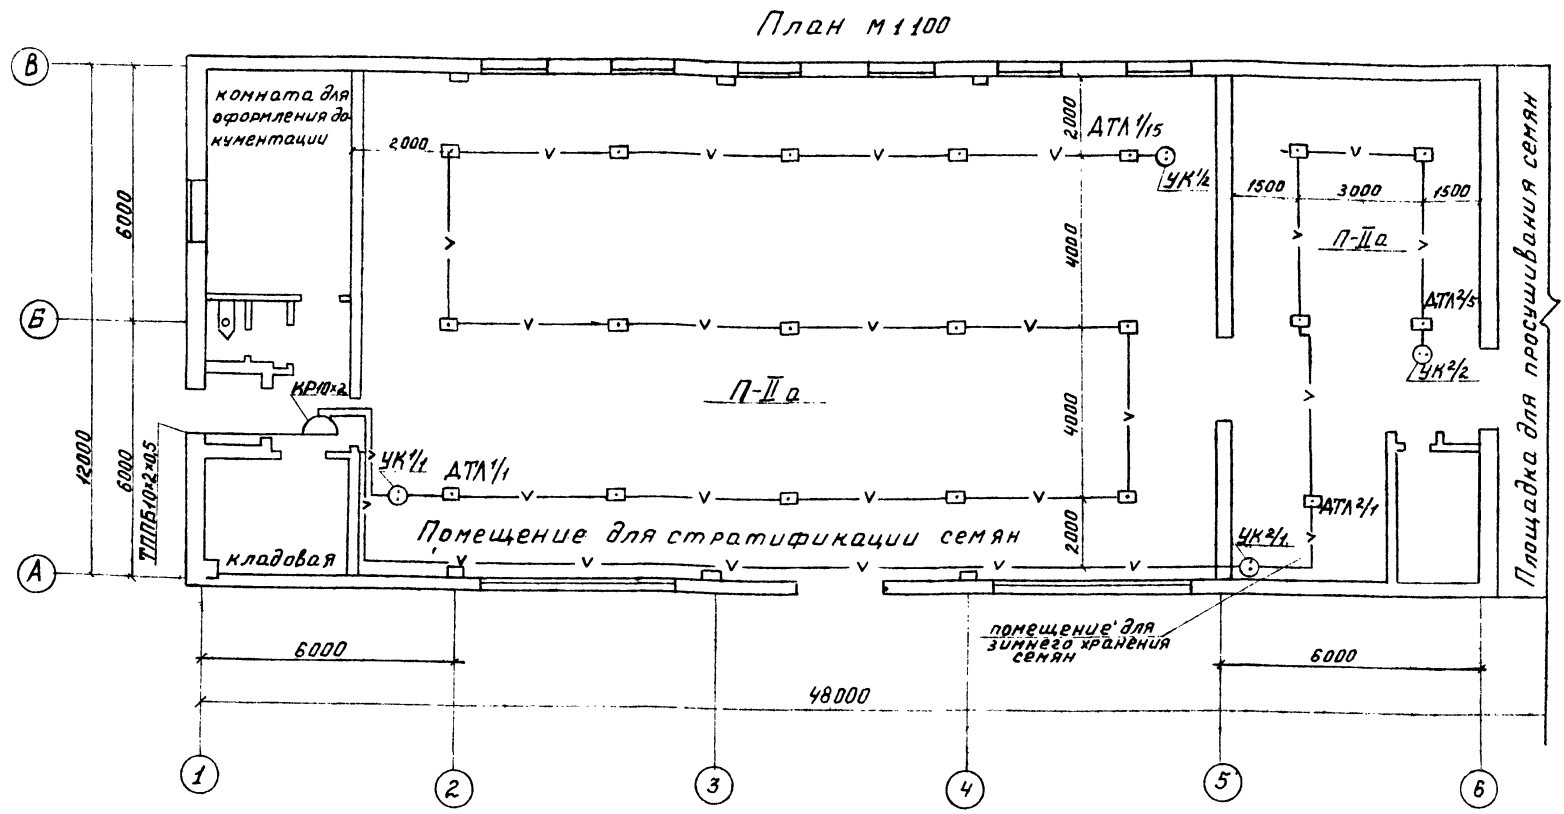 План М 1 100
В
комната для
оформления до-
кументации
2000
2000
ДТЛ 1/15
УК 1/2
1500
3000
1500
6000
4000
П-IIа
ДТЛ 2/5
Б
УК 2/2
КР10×2
П-IIа
12000
6000
4000
ТППБ10×2×0,5
УК 1/1
ДТЛ 1/1
ДТЛ 2/1
Помещение для стратификации семян
2000
УК 2/1
кладовая
А
Площадка для просушивания семян
помещение для
зимнего хранения
семян
6000
6000
48000
1
2
3
4
5
6